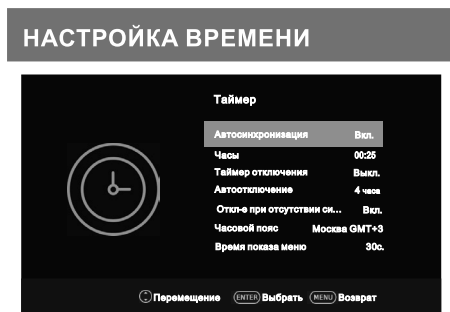 НАСТРОЙКА ВРЕМЕНИ
Таймер
Автосинхронизация Вкл.
Часы 00:25
Таймер отключения Выкл.
Автоотключение 4 часа
Откл-е при отсутствии си... Вкл.
Часовой пояс Москва GMT+3
Время показа меню 30с.
Перемещение ENTER Выбрать MENU Возврат